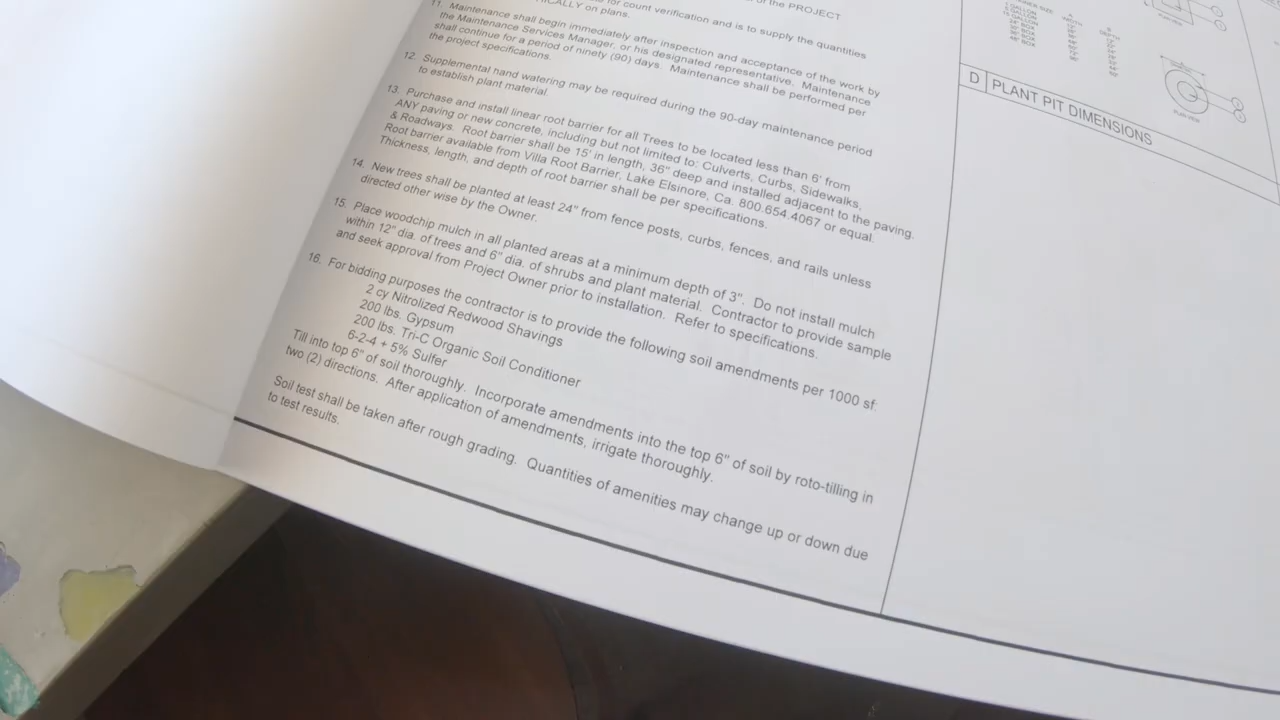 of the PROJECT
for count verification and is to supply the quantities
on plans.
11. Maintenance shall begin immediately after inspection and acceptance of the work by
the Maintenance Services Manager, or his designated representative. Maintenance
shall continue for a period of ninety (90) days. Maintenance shall be performed per
the project specifications.
12. Supplemental hand watering may be required during the 90-day maintenance period
to establish plant material.
13. Purchase and install linear root barrier for all Trees to be located less than 6' from
ANY paving or new concrete, including but not limited to; Culverts, Curbs, Sidewalks,
& Roadways. Root barrier shall be 15' in length, 36" deep and installed adjacent to the paving.
Root barrier available from Villa Root Barrier, Lake Elsinore, Ca. 800.654.4067 or equal.
Thickness, length, and depth of root barrier shall be per specifications.
14. New trees shall be planted at least 24" from fence posts, curbs, fences, and rails unless
directed other wise by the Owner.
15. Place woodchip mulch in all planted areas at a minimum depth of 3". Do not install mulch
within 12" dia. of trees and 6" dia. of shrubs and plant material. Contractor to provide sample
and seek approval from Project Owner prior to installation. Refer to specifications.
16. For bidding purposes the contractor is to provide the following soil amendments per 1000 sf:
2 cy Nitrolized Redwood Shavings
200 lbs. Gypsum
200 lbs. Tri-C Organic Soil Conditioner
6-2-4 + 5% Sulfer
Till into top 6" of soil thoroughly. Incorporate amendments into the top 6" of soil by roto-tilling in
two (2) directions. After application of amendments, irrigate thoroughly.
Soil test shall be taken after rough grading. Quantities of amenities may change up or down due
to test results.
D PLANT PIT DIMENSIONS
PLAN VIEW